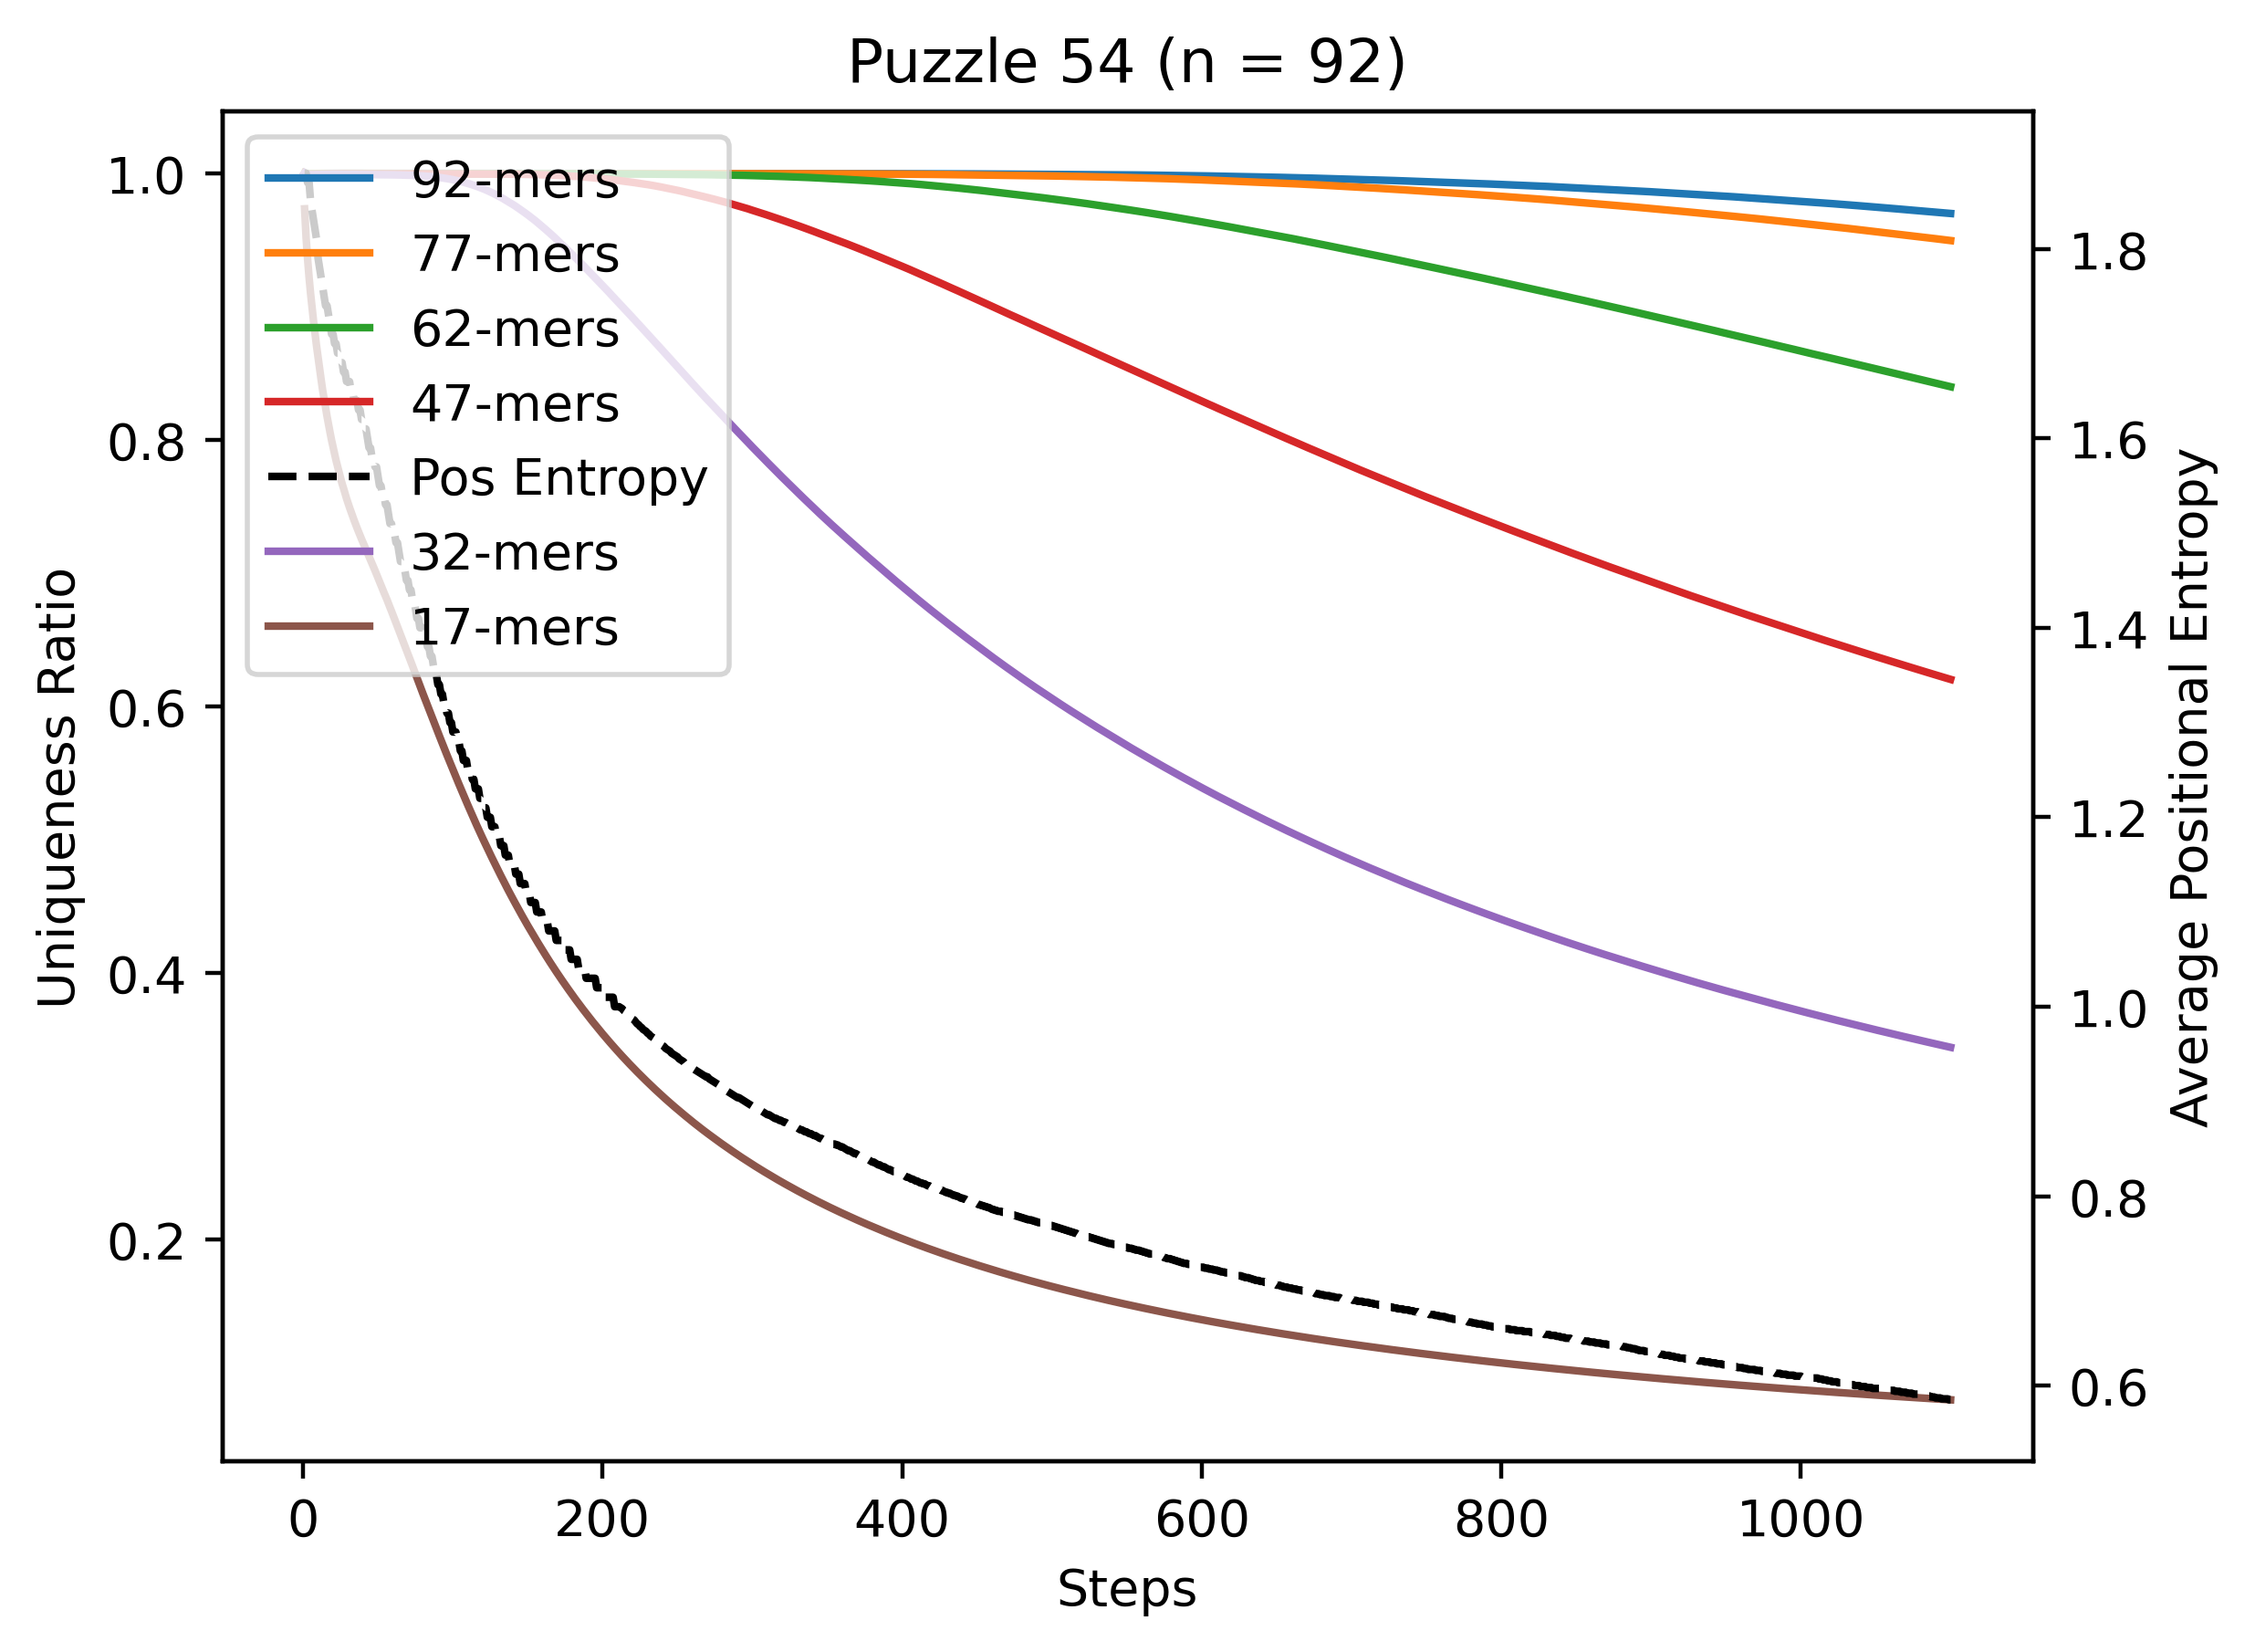 Puzzle 54 (n = 92)
1.0
0.8
0.6
0.4
0.2
Uniqueness Ratio
92-mers
77-mers
62-mers
47-mers
Pos Entropy
32-mers
17-mers
1.8
1.6
1.4
1.2
1.0
0.8
0.6
Average Positional Entropy
0 200 400 600 800 1000
Steps